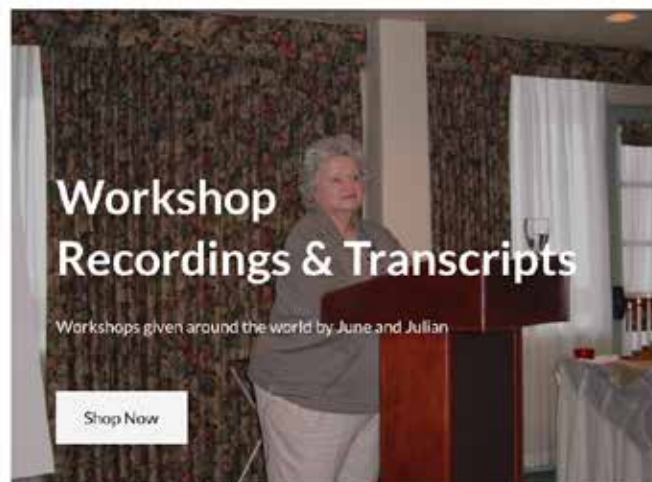 Workshop
Recordings & Transcripts
Workshops given around the world by June and Julian
Shop Now